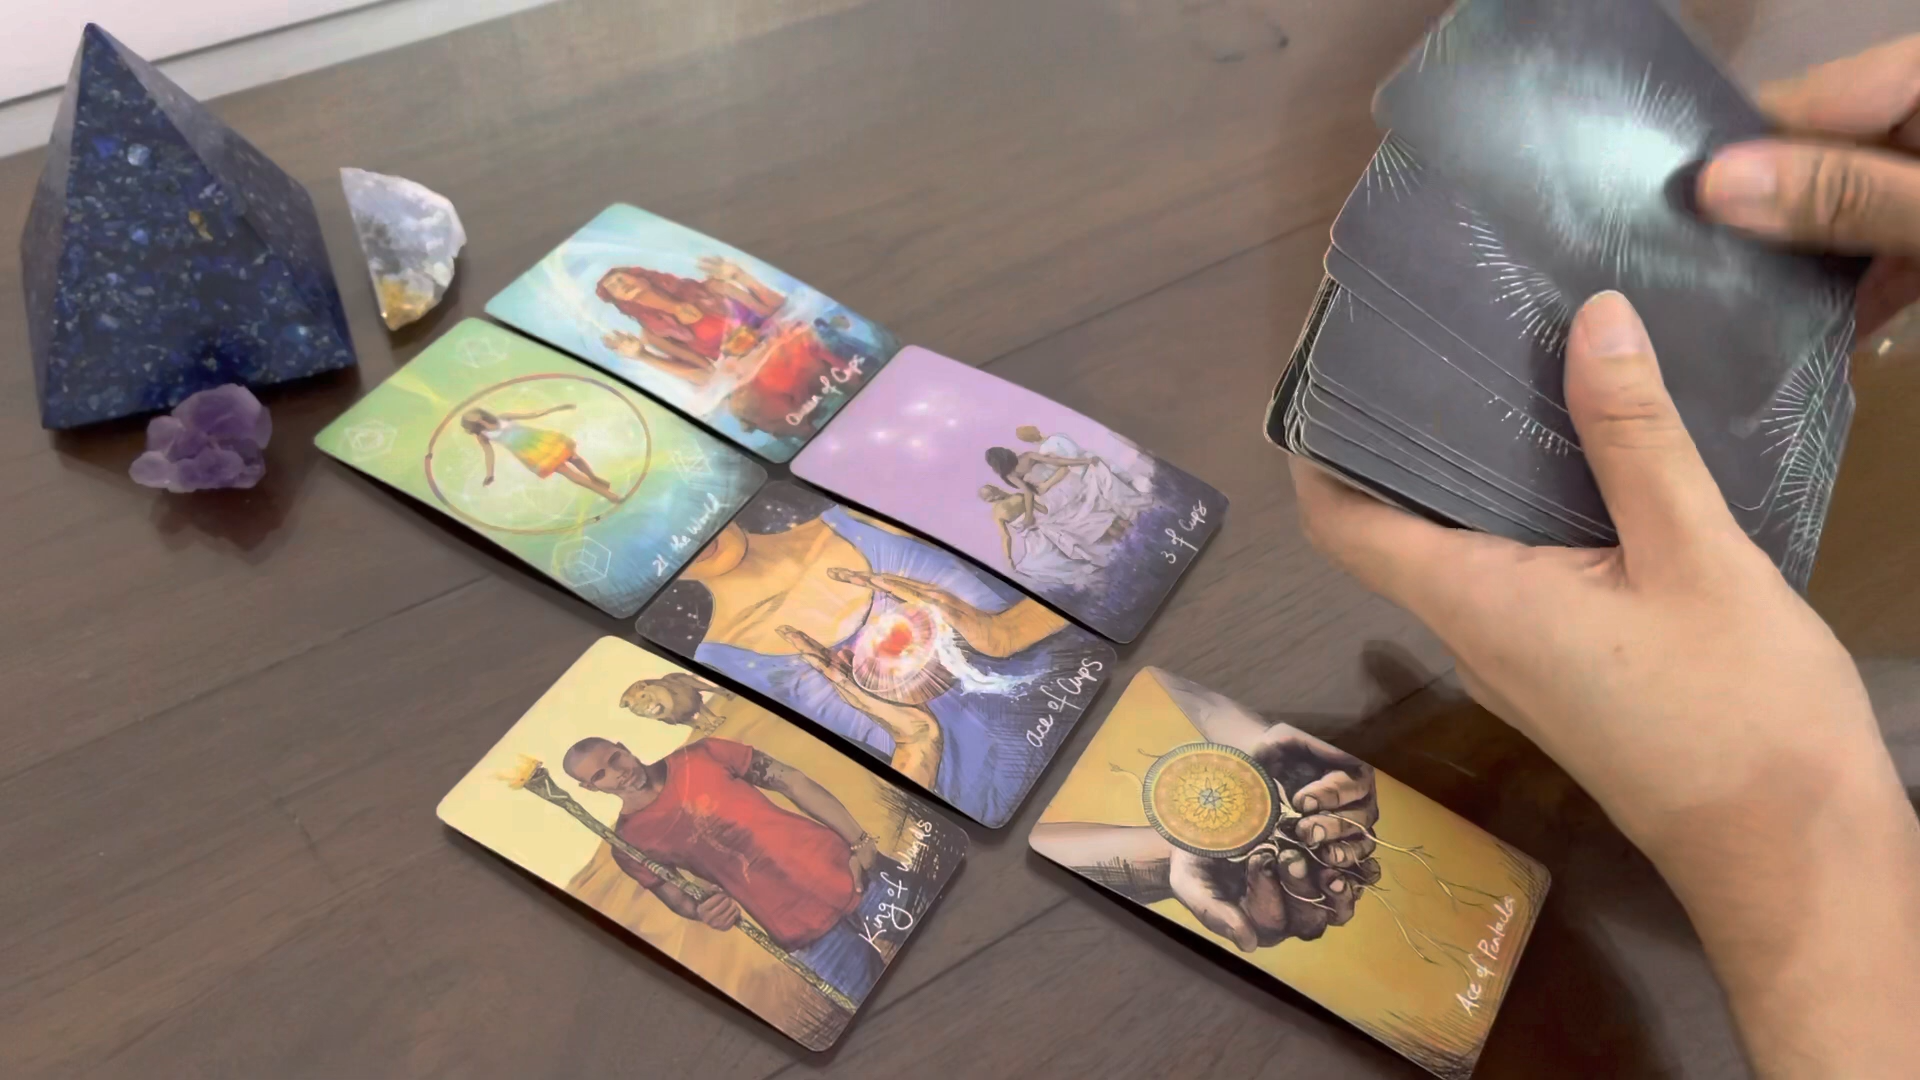 Queen of Cups
21 the World
3 of Cups
ace of Cups
King of Wands
Ace of Pentacles